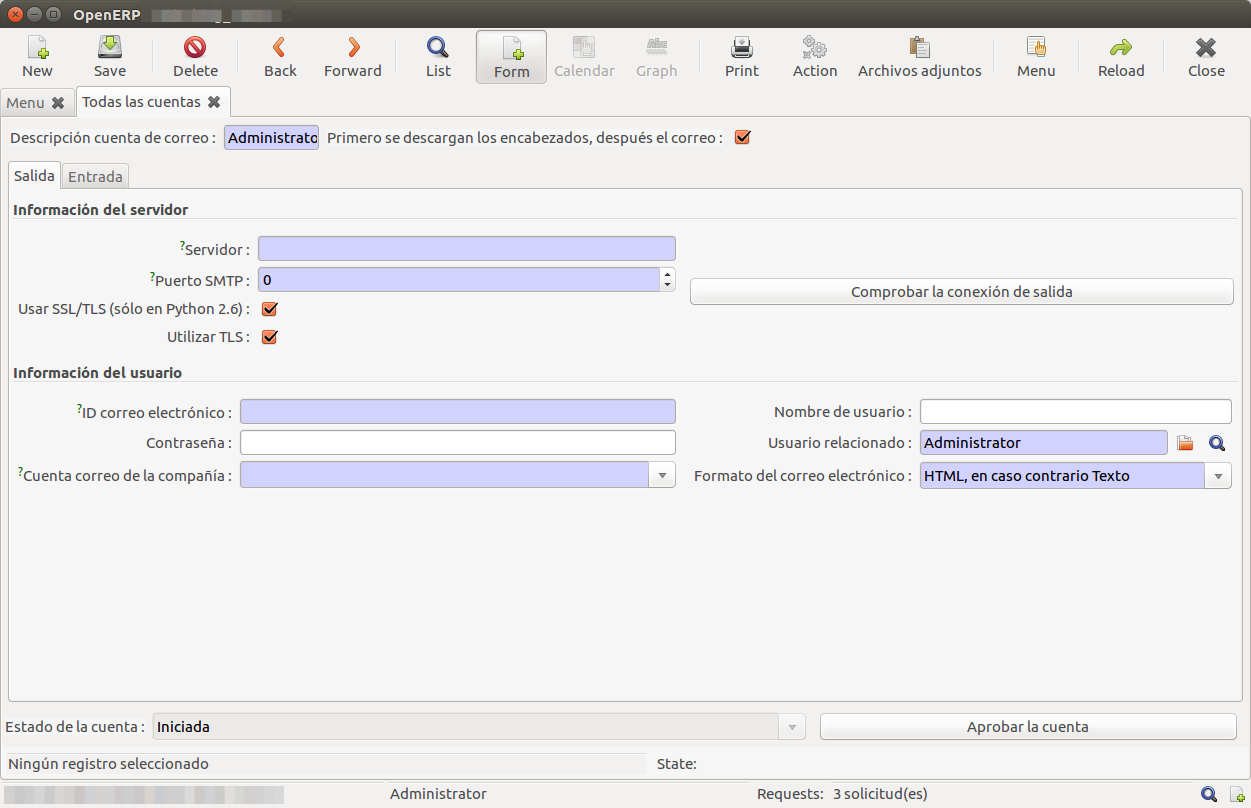 OpenERP
New Save Delete Back Forward List Form Calendar Graph Print Action Archivos adjuntos Menu Reload Close
Menu Todas las cuentas
Descripción cuenta de correo : Administrato Primero se descargan los encabezados, después el correo :
Salida Entrada
Información del servidor
?Servidor :
?Puerto SMTP : 0
Comprobar la conexión de salida
Usar SSL/TLS (sólo en Python 2.6) :
Utilizar TLS :
Información del usuario
?ID correo electrónico : Nombre de usuario :
Contraseña : Usuario relacionado : Administrator
?Cuenta correo de la compañía : Formato del correo electrónico : HTML, en caso contrario Texto
Estado de la cuenta : Iniciada Aprobar la cuenta
Ningún registro seleccionado State:
Administrator Requests: 3 solicitud(es)